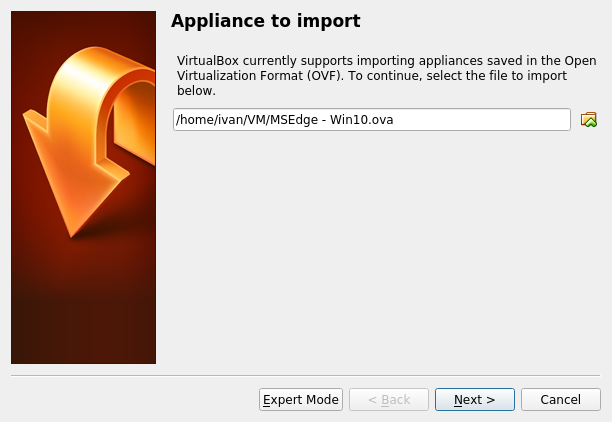 Appliance to import
VirtualBox currently supports importing appliances saved in the Open
Virtualization Format (OVF). To continue, select the file to import
below.
/home/ivan/VM/MSEdge - Win10.ova
Expert Mode
< Back
Next >
Cancel